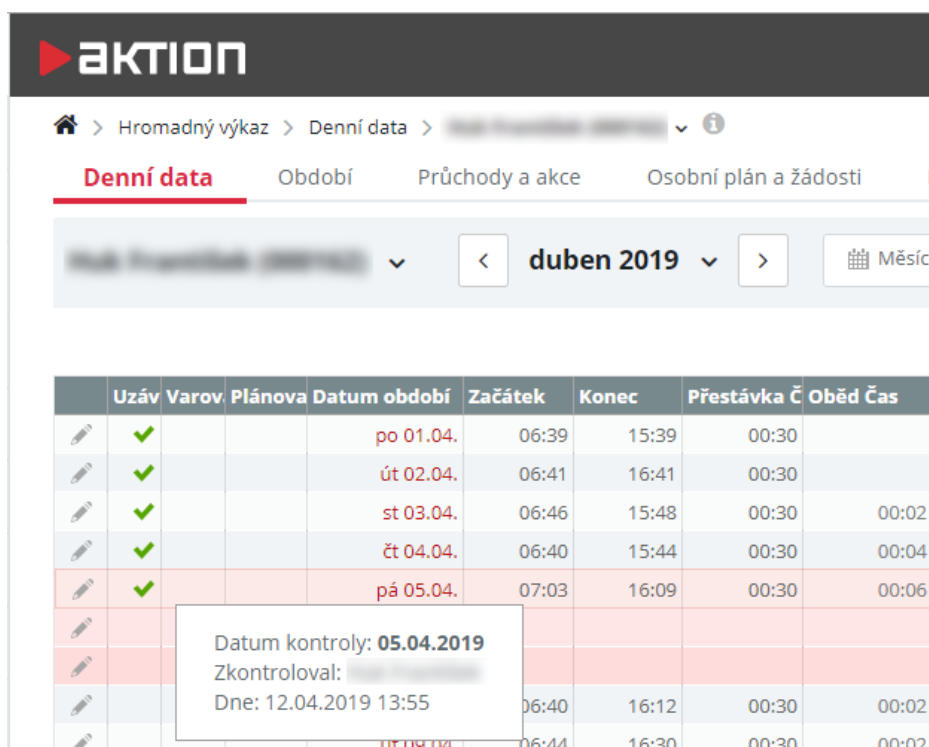 aktion
> Hromadný výkaz > Denní data >
Denní data Období Průchody a akce Osobní plán a žádosti
< duben 2019 > Měsíc
Uzáv Varov Plánova Datum období Začátek Konec Přestávka Č Oběd Čas
po 01.04. 06:39 15:39 00:30
út 02.04. 06:41 16:41 00:30
st 03.04. 06:46 15:48 00:30 00:02
čt 04.04. 06:40 15:44 00:30 00:04
pá 05.04. 07:03 16:09 00:30 00:06
Datum kontroly: 05.04.2019
Zkontroloval:
Dne: 12.04.2019 13:55
06:40 16:12 00:30 00:02
út 09.04. 06:44 16:30 00:30 00:02